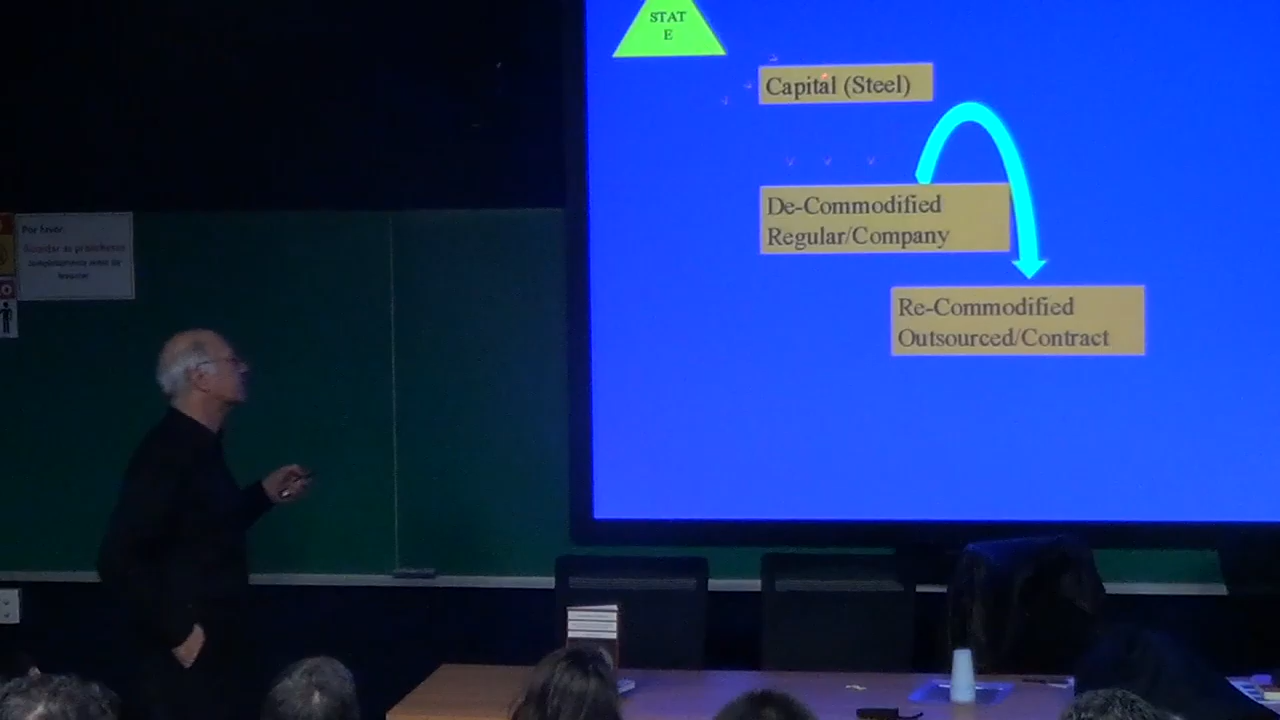 STAT
E
Capital (Steel)
De-Commodified
Regular/Company
Re-Commodified
Outsourced/Contract
Por favor: